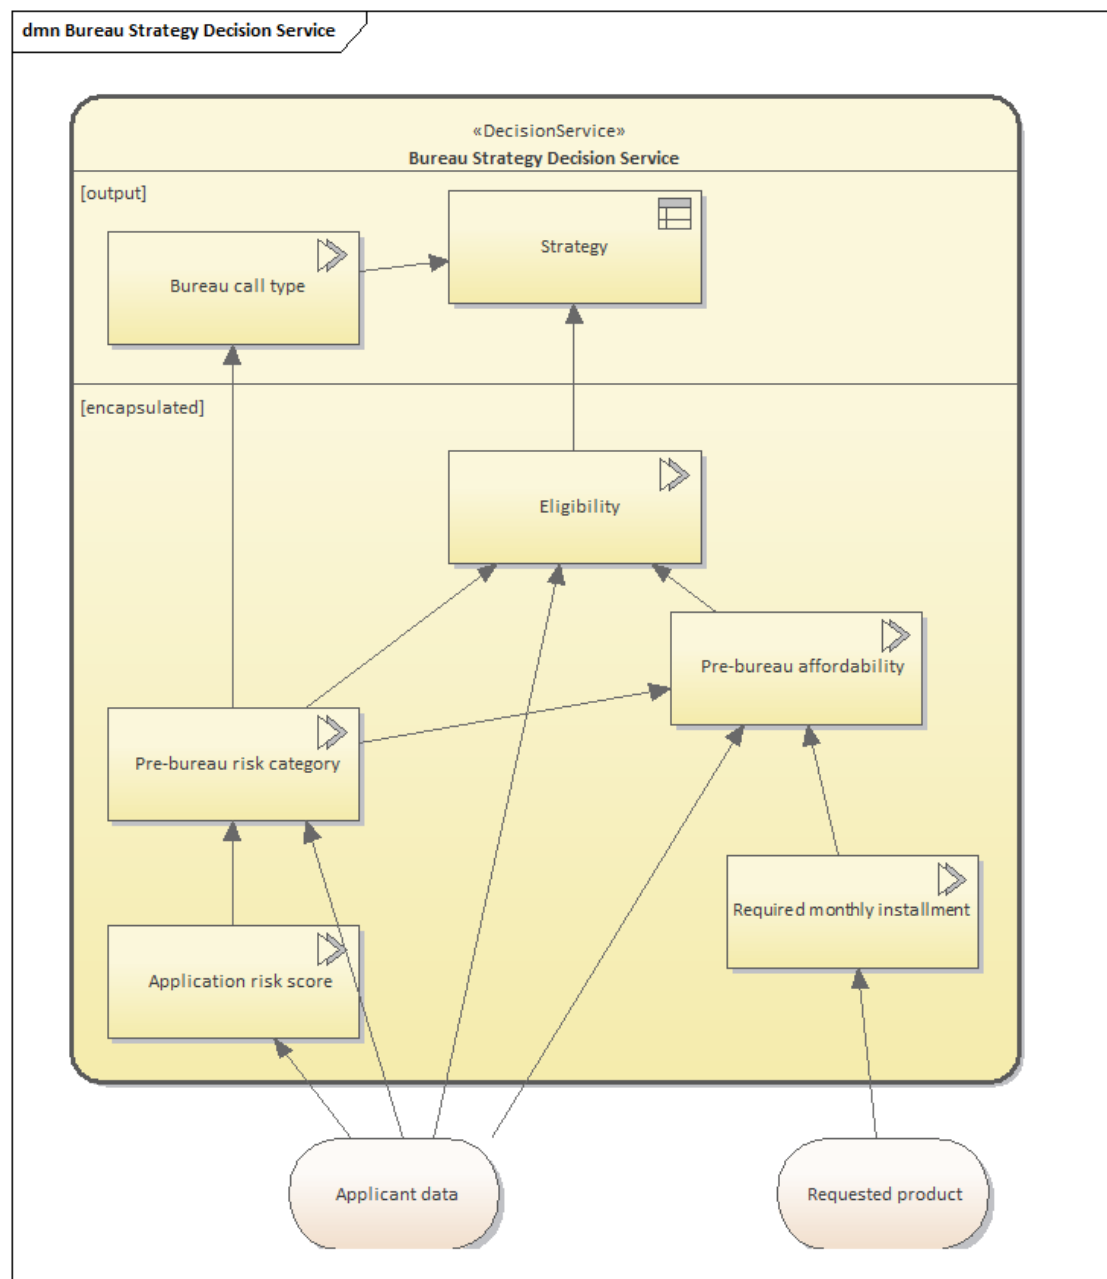 dmn Bureau Strategy Decision Service
«DecisionService»
Bureau Strategy Decision Service
[output]
Strategy
Bureau call type
[encapsulated]
Eligibility
Pre-bureau affordability
Pre-bureau risk category
Required monthly installment
Application risk score
Applicant data
Requested product